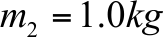 m₂ = 1.0kg